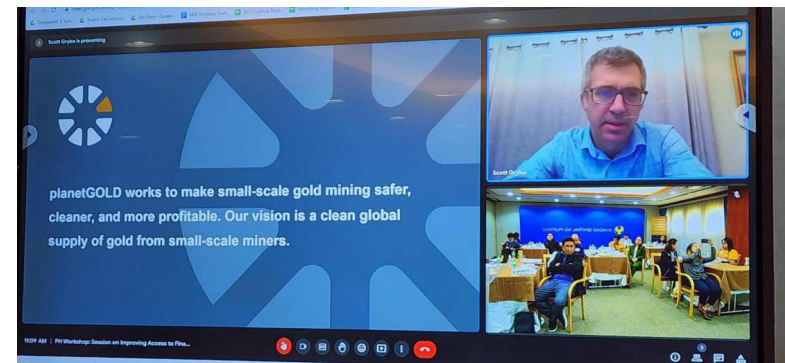 Scott Gryba is presenting
planetGOLD works to make small-scale gold mining safer,
cleaner, and more profitable. Our vision is a clean global
supply of gold from small-scale miners.
Scott Gryba
11:09 AM | PH Workshop: Session on Improving Access to Fina...